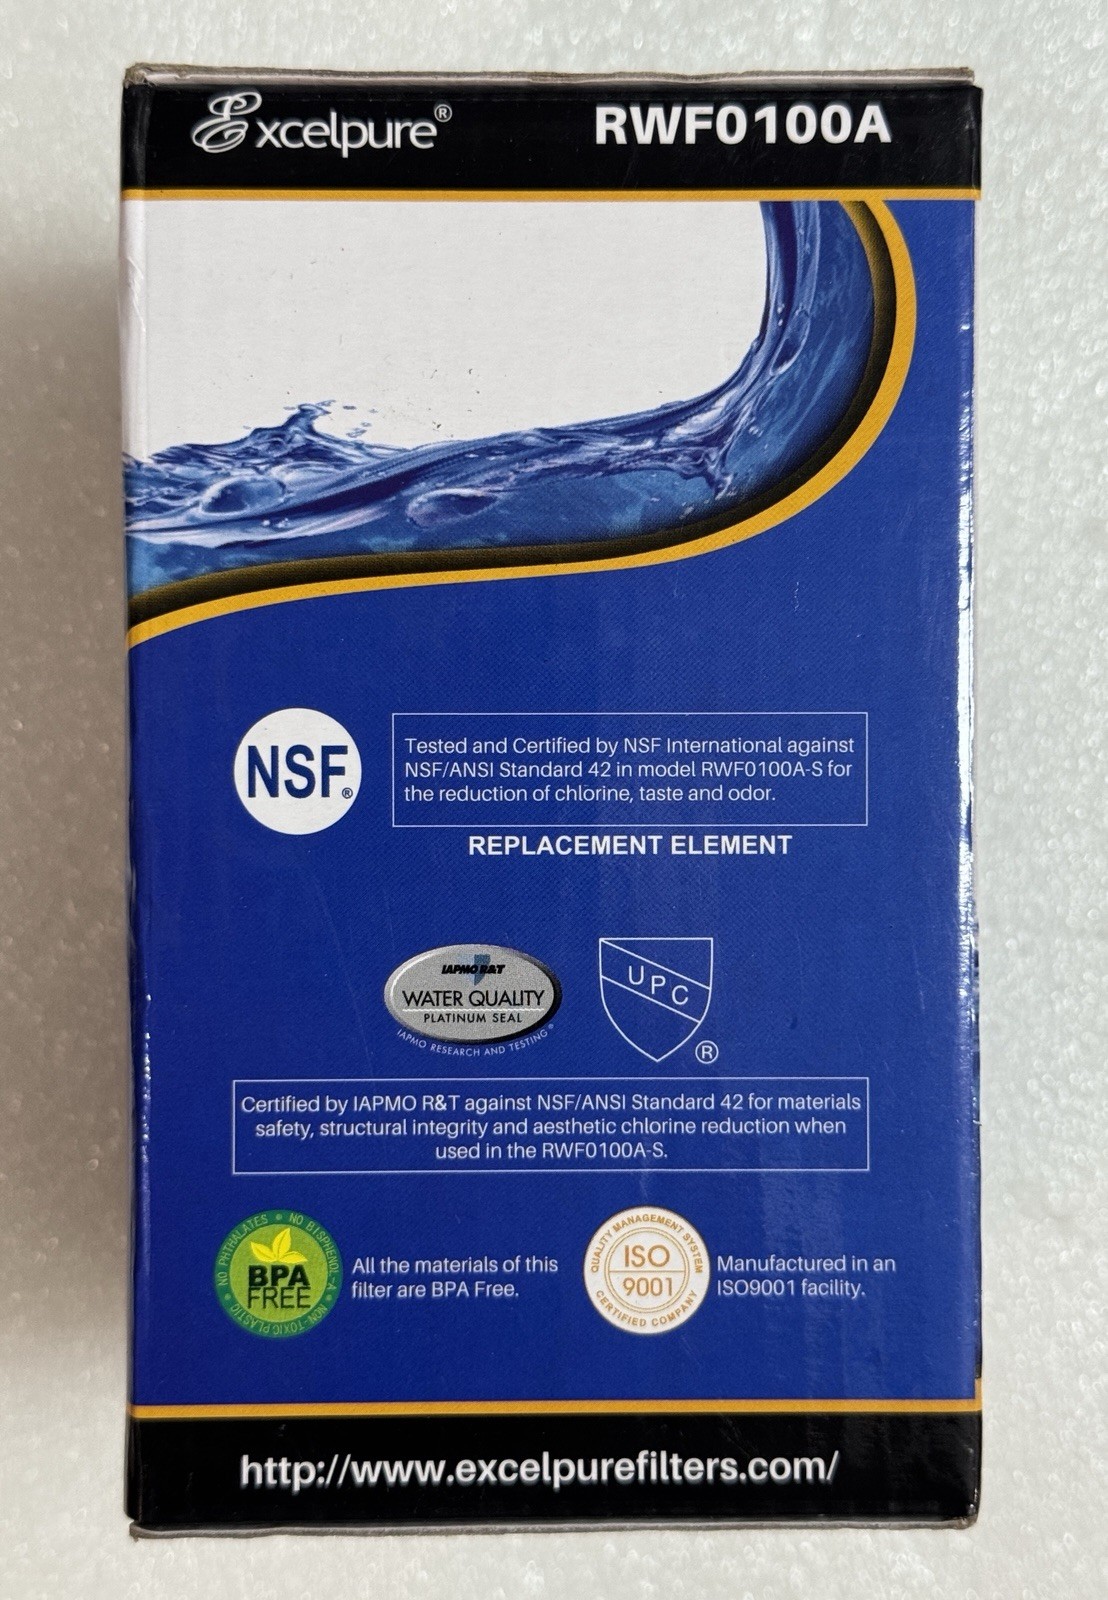 Excelpure® RWF0100A
NSF®
Tested and Certified by NSF International against
NSF/ANSI Standard 42 in model RWF0100A-S for
the reduction of chlorine, taste and odor.
REPLACEMENT ELEMENT
IAPMO R&T
WATER QUALITY
PLATINUM SEAL
IAPMO RESEARCH AND TESTING®
UPC
®
Certified by IAPMO R&T against NSF/ANSI Standard 42 for materials
safety, structural integrity and aesthetic chlorine reduction when
used in the RWF0100A-S.
NO PHTHALATES • NO BISPHENOL-A • NON-TOXIC PLASTIC •
BPA
FREE
All the materials of this
filter are BPA Free.
QUALITY MANAGEMENT SYSTEM
ISO
9001
CERTIFIED COMPANY
Manufactured in an
ISO9001 facility.
http://www.excelpurefilters.com/